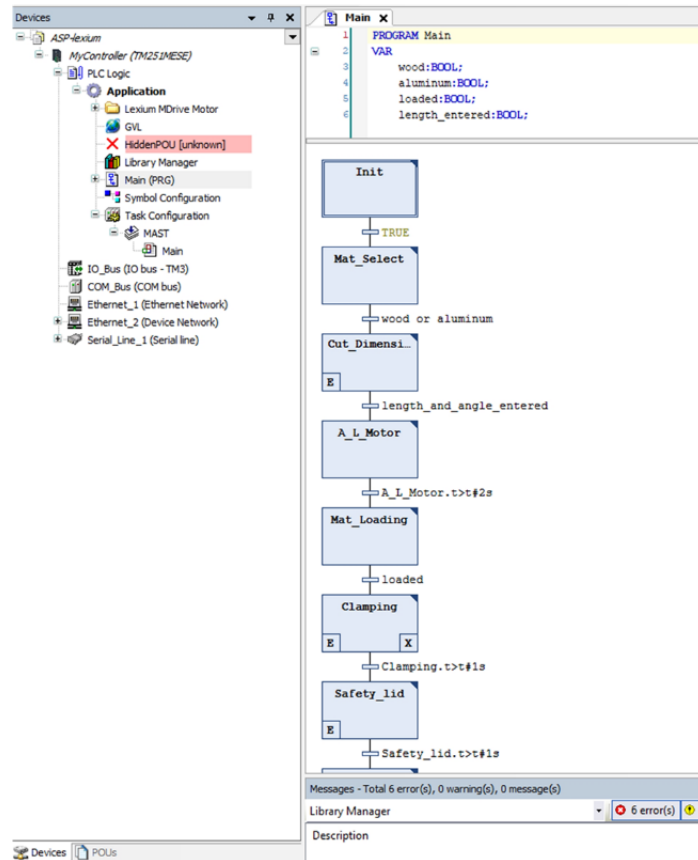 Devices
ASP-lexium
MyController (TM251MESE)
PLC Logic
Application
Lexium MDrive Motor
GVL
HiddenPOU [unknown]
Library Manager
Main (PRG)
Symbol Configuration
Task Configuration
MAST
Main
IO_Bus (IO bus - TM3)
COM_Bus (COM bus)
Ethernet_1 (Ethernet Network)
Ethernet_2 (Device Network)
Serial_Line_1 (Serial line)
Devices
POUs
Main
1 PROGRAM Main
2 VAR
3 wood:BOOL;
4 aluminum:BOOL;
5 loaded:BOOL;
6 length_entered:BOOL;
Init
TRUE
Mat_Select
wood or aluminum
Cut_Dimensi...
E
length_and_angle_entered
A_L_Motor
A_L_Motor.t>t#2s
Mat_Loading
loaded
Clamping
E X
Clamping.t>t#1s
Safety_lid
E
Safety_lid.t>t#1s
Messages - Total 6 error(s), 0 warning(s), 0 message(s)
Library Manager 6 error(s)
Description